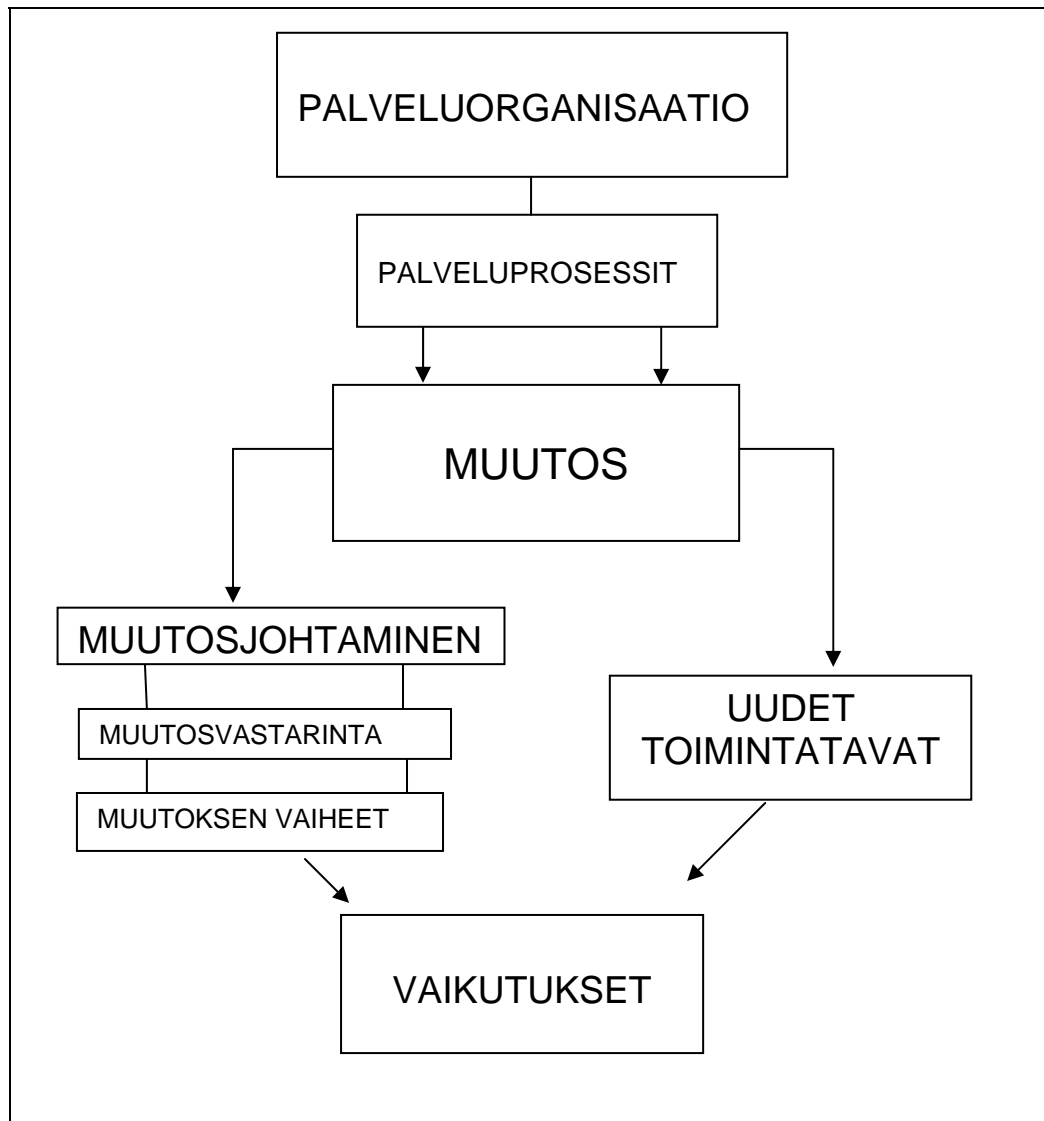 PALVELUORGANISAATIO
PALVELUPROSESSIT
MUUTOS
MUUTOSJOHTAMINEN
MUUTOSVASTARINTA
MUUTOKSEN VAIHEET
UUDET
TOIMINTATAVAT
VAIKUTUKSET